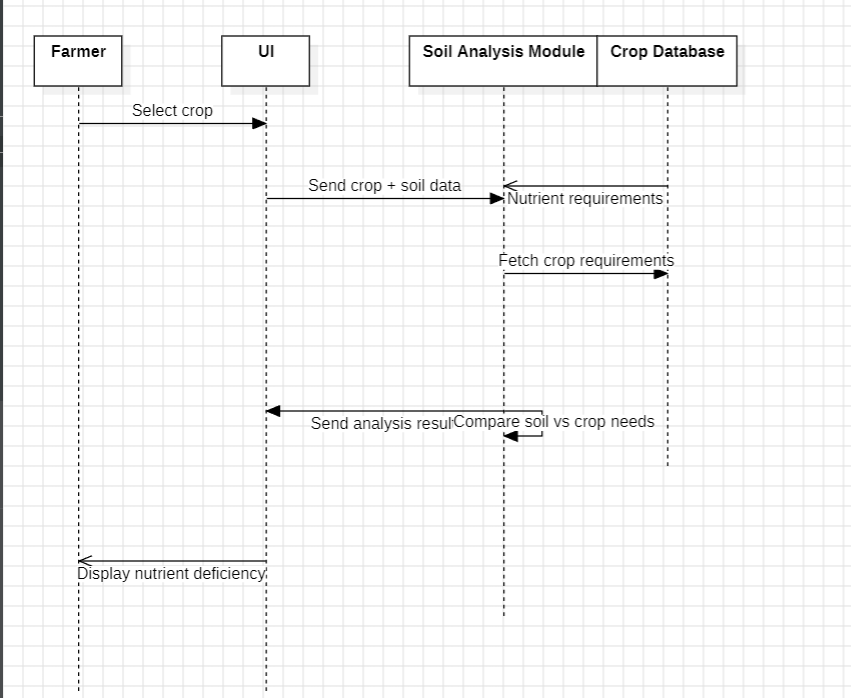 Farmer
UI
Soil Analysis Module
Crop Database
Select crop
Send crop + soil data
Nutrient requirements
Fetch crop requirements
Send analysis resul
Compare soil vs crop needs
Display nutrient deficiency